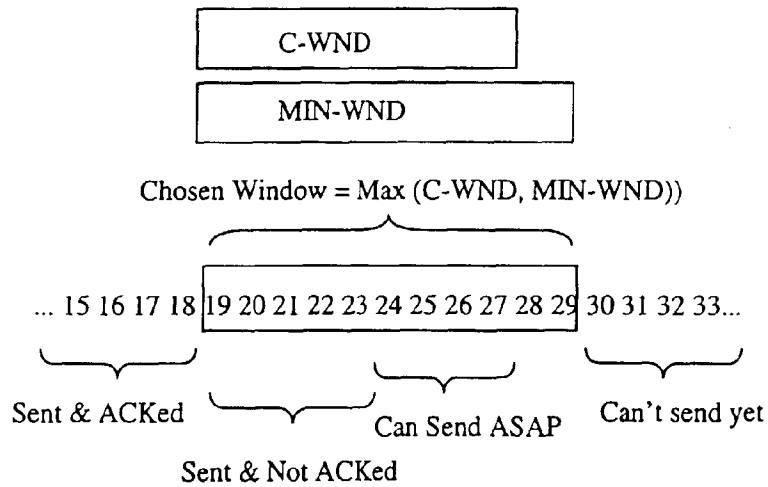 C-WND
MIN-WND
Chosen Window = Max (C-WND, MIN-WND))
... 15 16 17 18 19 20 21 22 23 24 25 26 27 28 29 30 31 32 33...
Sent & ACKed
Can Send ASAP
Can't send yet
Sent & Not ACKed